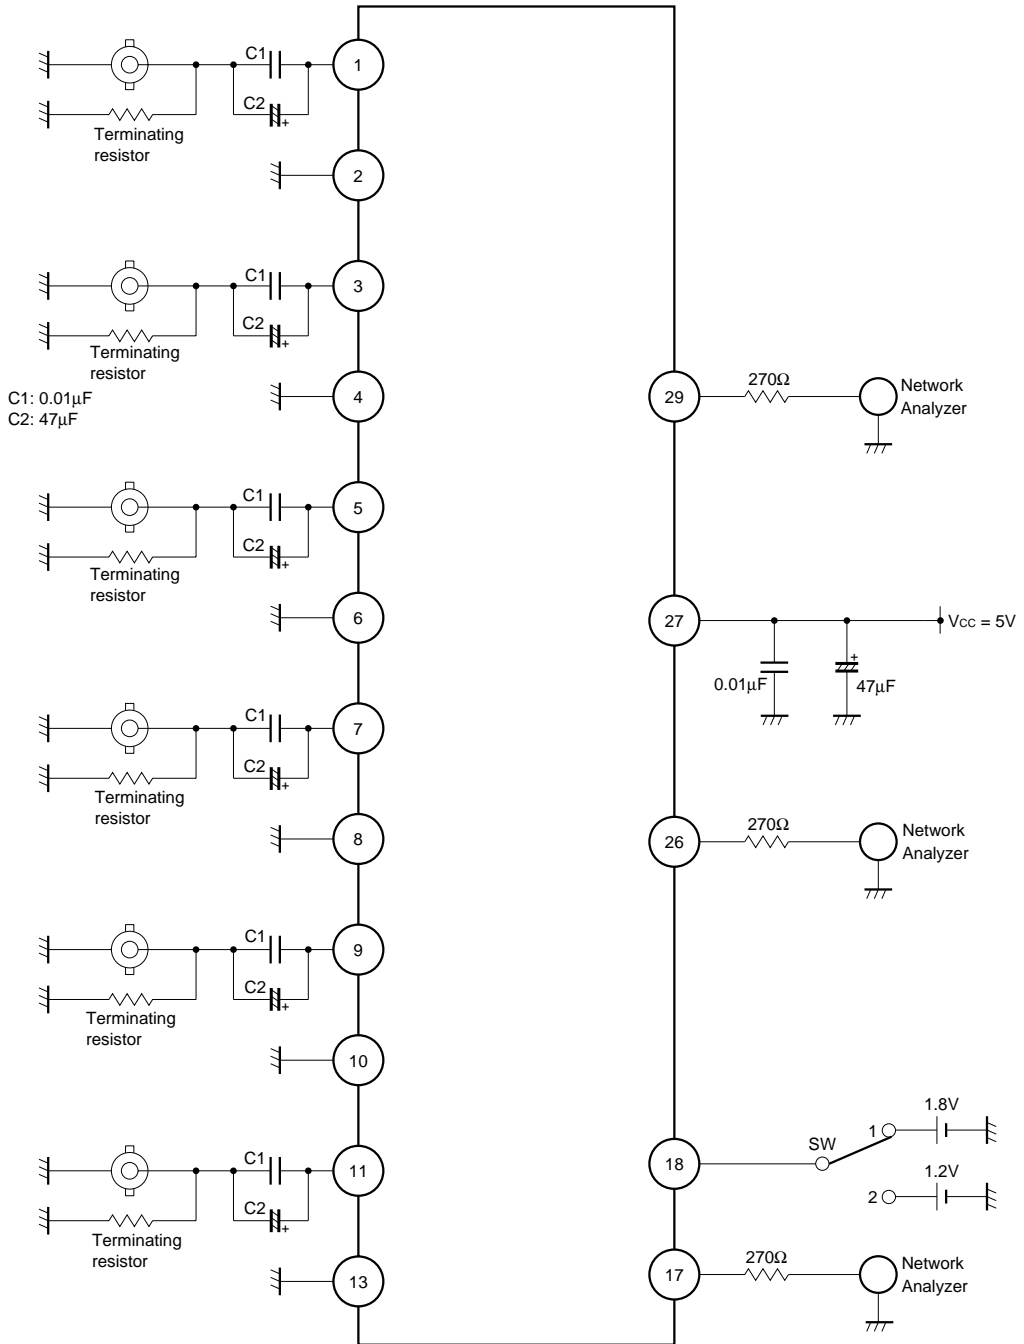 C1
1
C2
+
Terminating
resistor
2
C1
3
C2
+
Terminating
resistor
C1: 0.01μF
C2: 47μF
4
29
270Ω
Network
Analyzer
C1
5
C2
+
Terminating
resistor
6
27
VCC = 5V
+
0.01μF
47μF
C1
7
C2
+
Terminating
resistor
8
26
270Ω
Network
Analyzer
C1
9
C2
+
Terminating
resistor
10
C1
11
C2
+
Terminating
resistor
18
SW
1
1.8V
2
1.2V
13
17
270Ω
Network
Analyzer